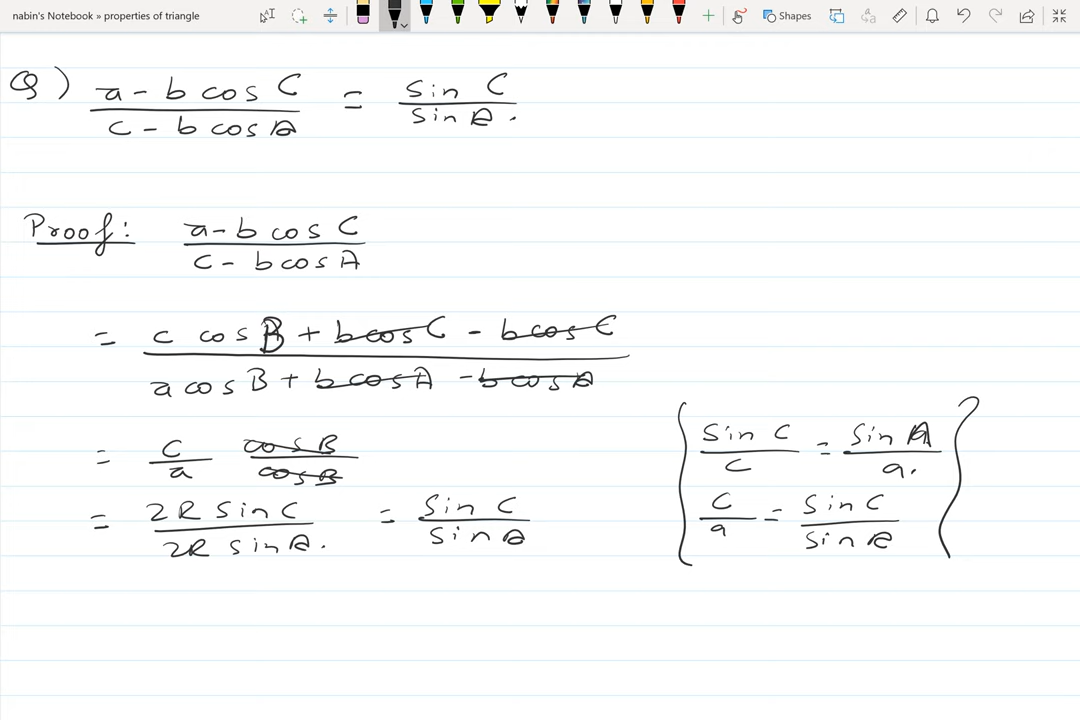 nabin's Notebook » properties of triangle
Shapes
Q) (a - b cos C)/(c - b cos A) = sin C/sin A.
Proof: (a - b cos C)/(c - b cos A)
= (c cos B + b cos C - b cos C)/(a cos B + b cos A - b cos A)
= c/a cos B/cos B
= 2R sin C/2R sin A. = sin C/sin A
{ sin C/c = sin A/a.
c/a = sin C/sin A }